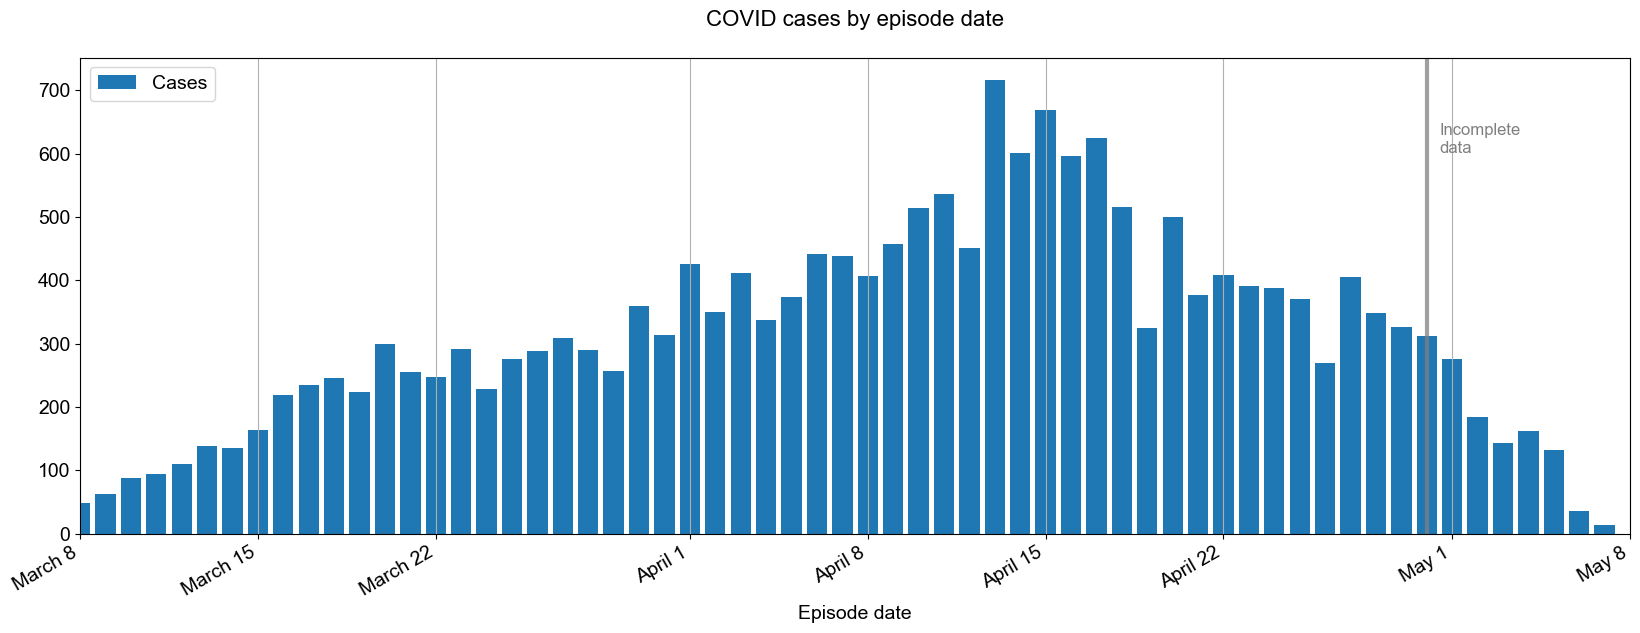 COVID cases by episode date
Cases
700
600
500
400
300
200
100
0
Incomplete
data
March 8
March 15
March 22
April 1
April 8
April 15
April 22
May 1
May 8
Episode date